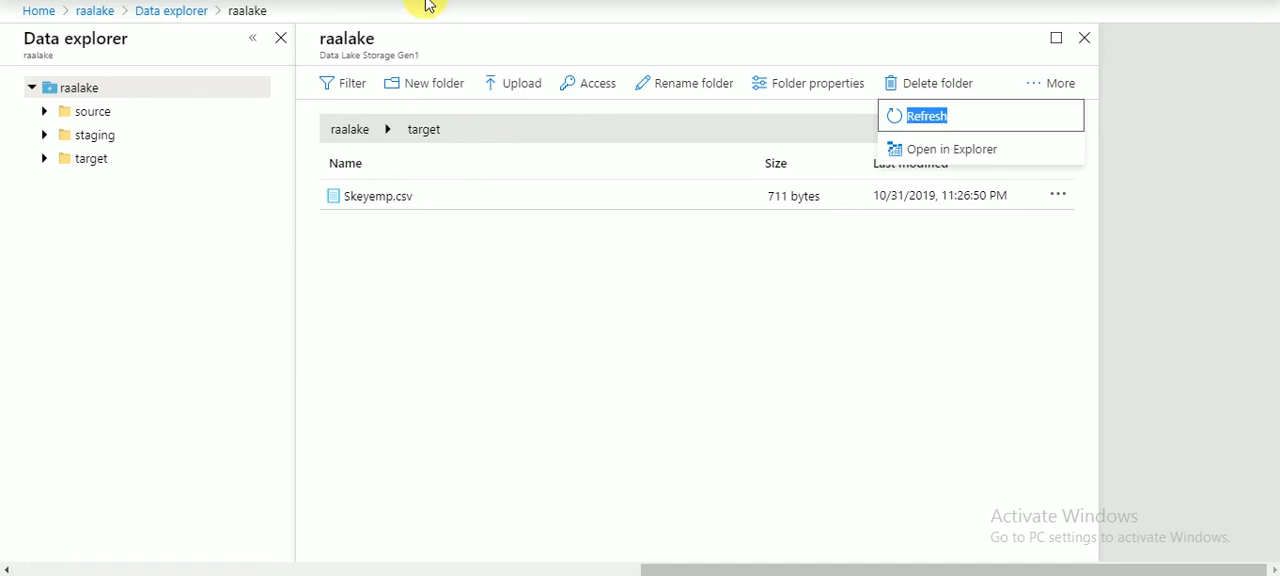 Home > raalake > Data explorer > raalake
Data explorer
raalake
raalake
source
staging
target
raalake
Data Lake Storage Gen1
Filter New folder Upload Access Rename folder Folder properties Delete folder ··· More
Refresh
Open in Explorer
raalake target
Name Size Last modified
Skeyemp.csv 711 bytes 10/31/2019, 11:26:50 PM ···
Activate Windows
Go to PC settings to activate Windows.